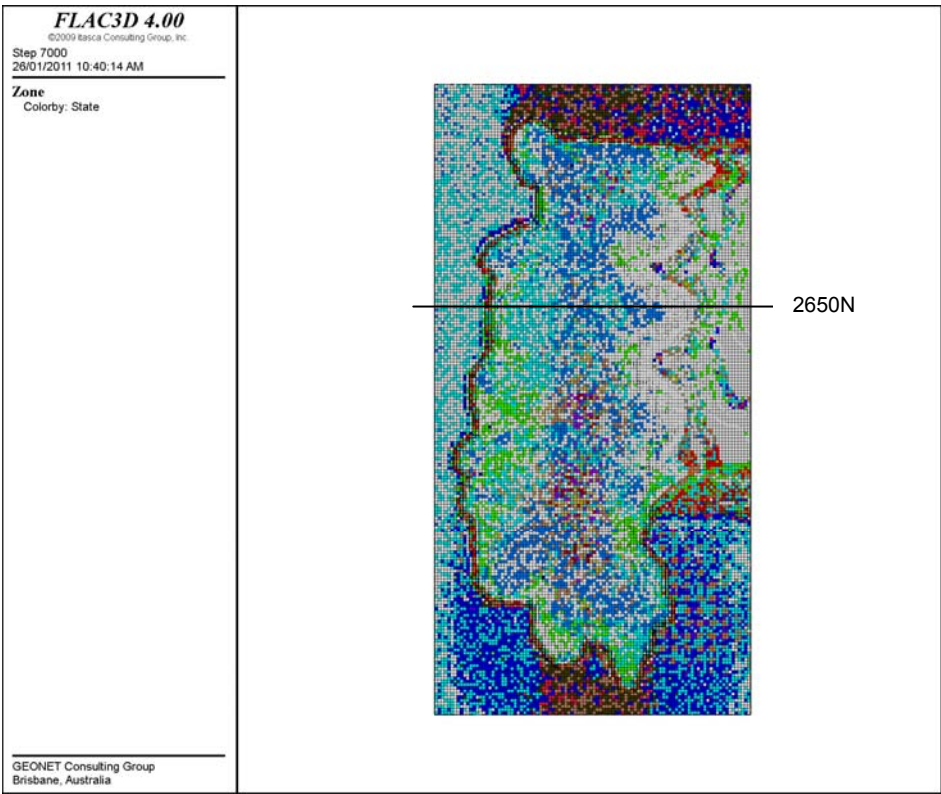 FLAC3D 4.00
©2009 Itasca Consulting Group, Inc.
Step 7000
26/01/2011 10:40:14 AM
Zone
Colorby: State
2650N
GEONET Consulting Group
Brisbane, Australia